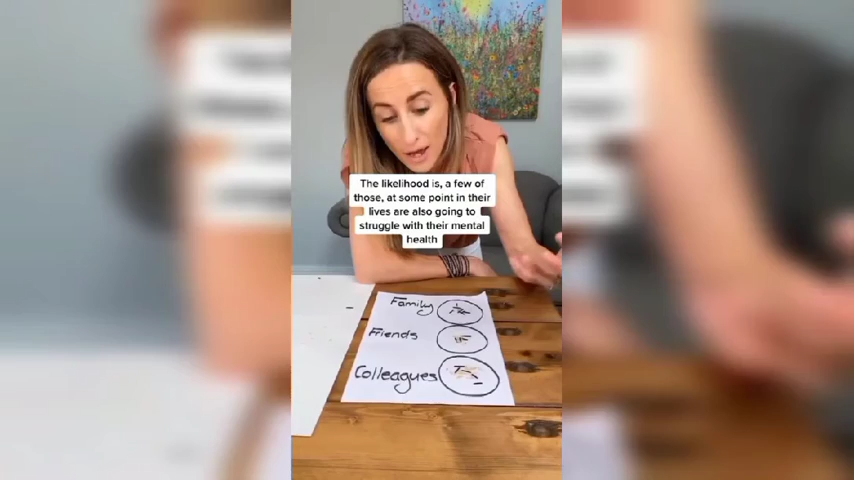 The likelihood is, a few of
those, at some point in their
lives are also going to
struggle with their mental
health
Family
Friends
Colleagues